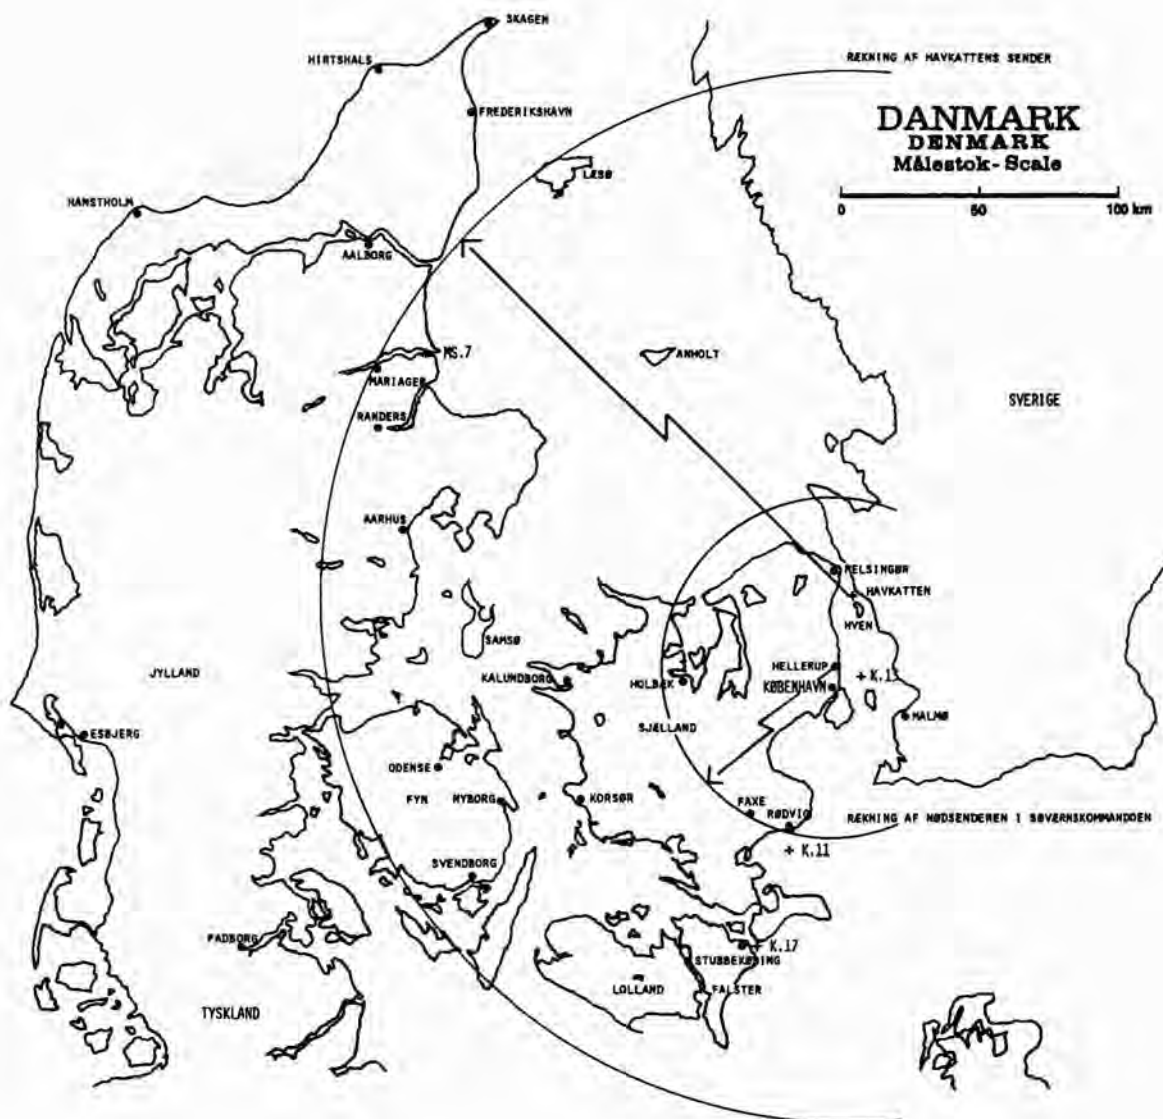 SKAGEN
HIRTSHALS
RÆKNING AF HAVKATTENS SENDER
FREDERIKSHAVN
DANMARK
DENMARK
Målestok - Scale
0 50 100 km
LÆSØ
HANSTHOLM
AALBORG
MS.7
ANHOLT
MARIAGER
SVERIGE
RANDERS
AARHUS
HELSINGØR
HAVKATTEN
HVEN
SAMSØ
HELLERUP
K.13
JYLLAND
KALUNDBORG
HOLBÆK
KØBENHAVN
MALMØ
SJÆLLAND
ESBJERG
ODENSE
FYN
NYBORG
KORSØR
FAXE
RØDVIG
RÆKNING AF NØDSENDEREN I SØVÆRNSKOMMANDOEN
K.11
SVENDBORG
PADBORG
K.17
STUBBEKØBING
LOLLAND
FALSTER
TYSKLAND